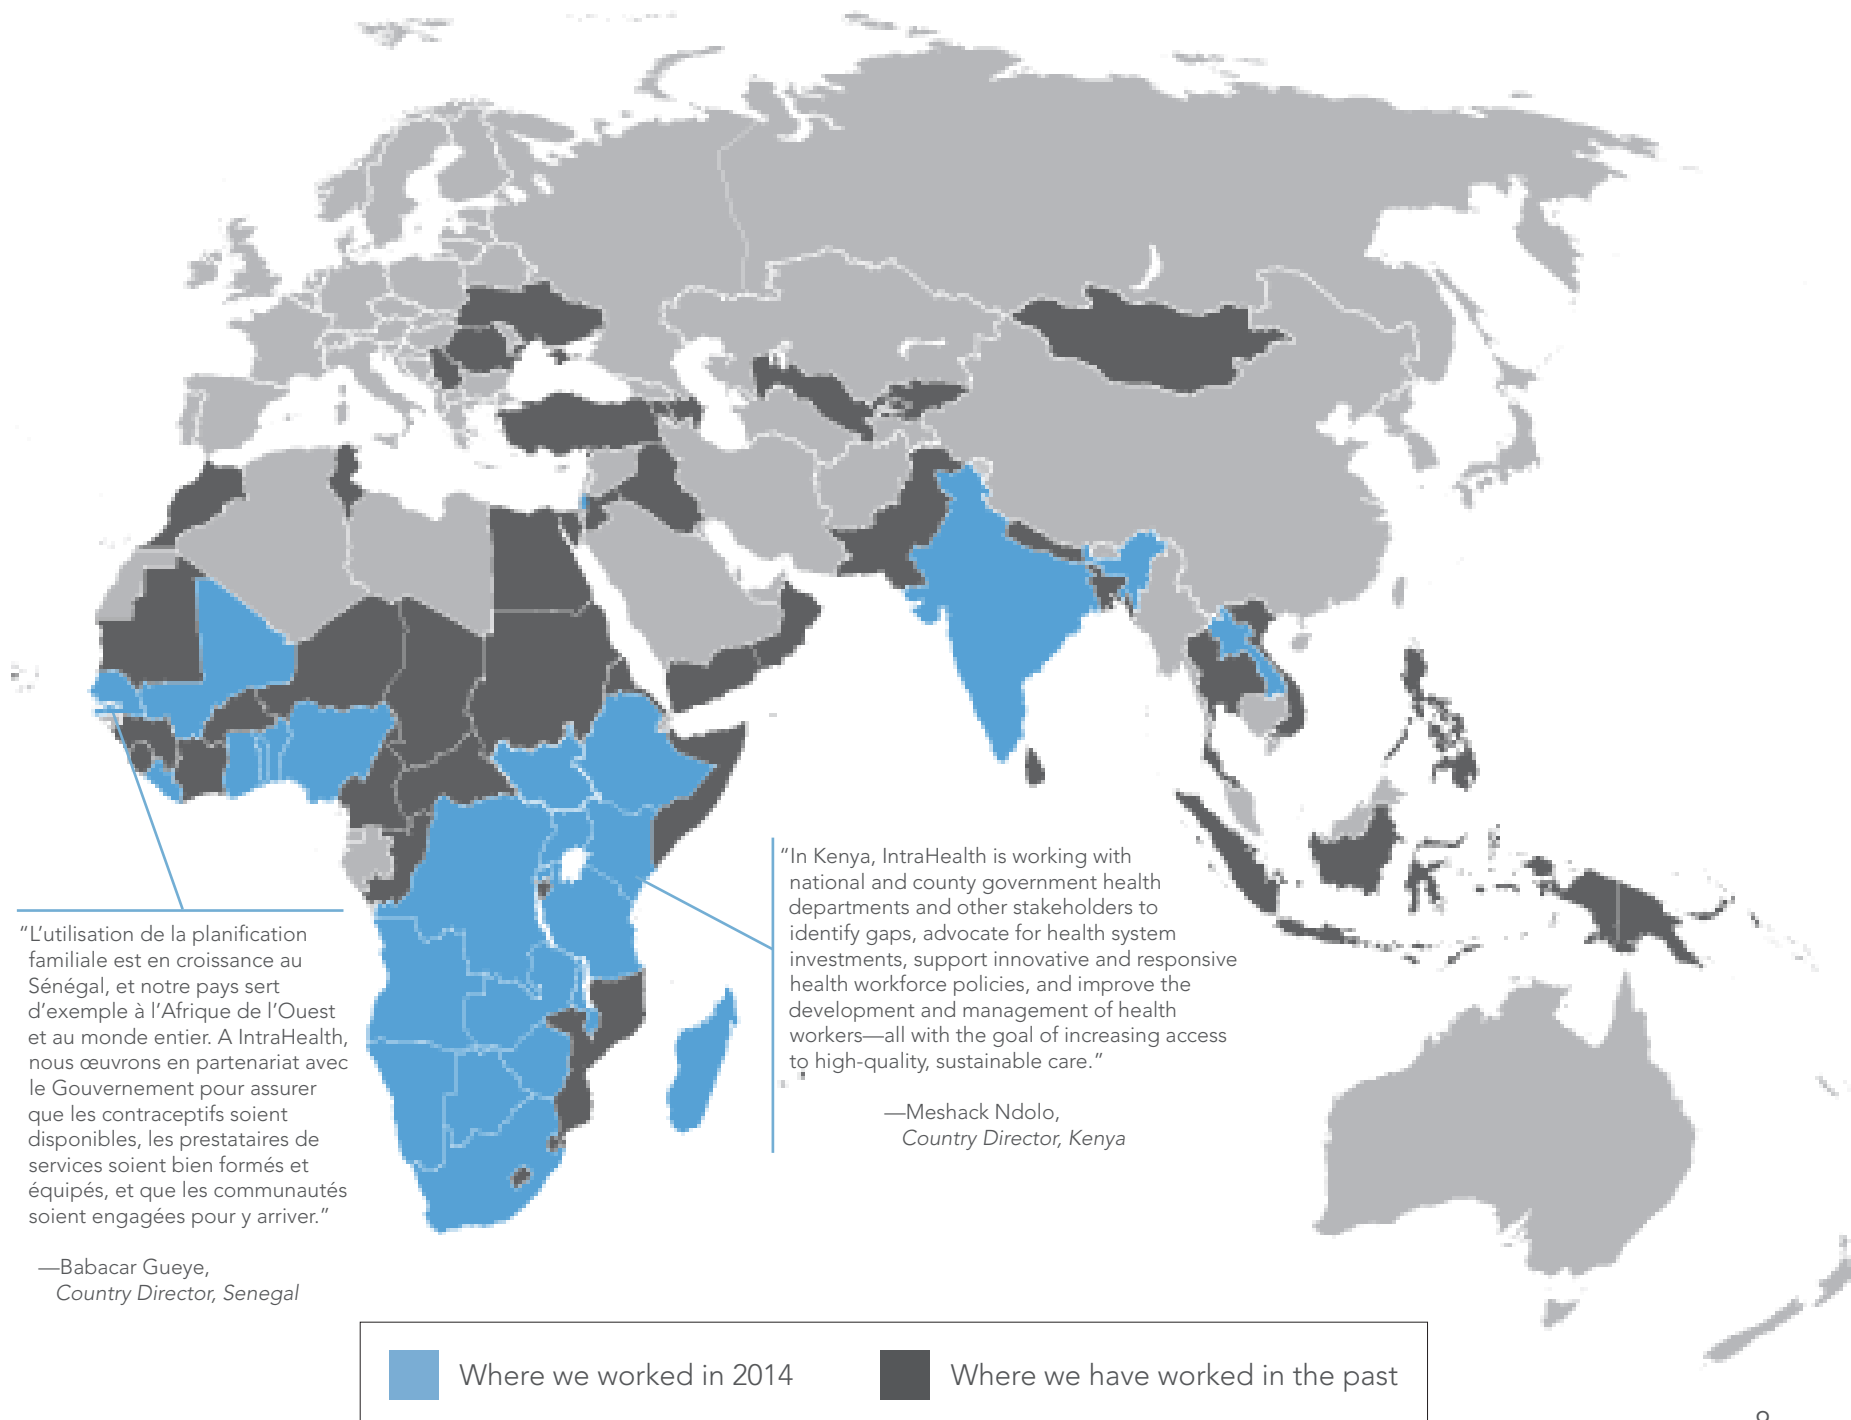 “L’utilisation de la planification
familiale est en croissance au
Sénégal, et notre pays sert
d’exemple à l’Afrique de l’Ouest
et au monde entier. A IntraHealth,
nous œuvrons en partenariat avec
le Gouvernement pour assurer
que les contraceptifs soient
disponibles, les prestataires de
services soient bien formés et
équipés, et que les communautés
soient engagées pour y arriver.”
—Babacar Gueye,
Country Director, Senegal
“In Kenya, IntraHealth is working with
national and county government health
departments and other stakeholders to
identify gaps, advocate for health system
investments, support innovative and responsive
health workforce policies, and improve the
development and management of health
workers—all with the goal of increasing access
to high-quality, sustainable care.”
—Meshack Ndolo,
Country Director, Kenya
Where we worked in 2014
Where we have worked in the past